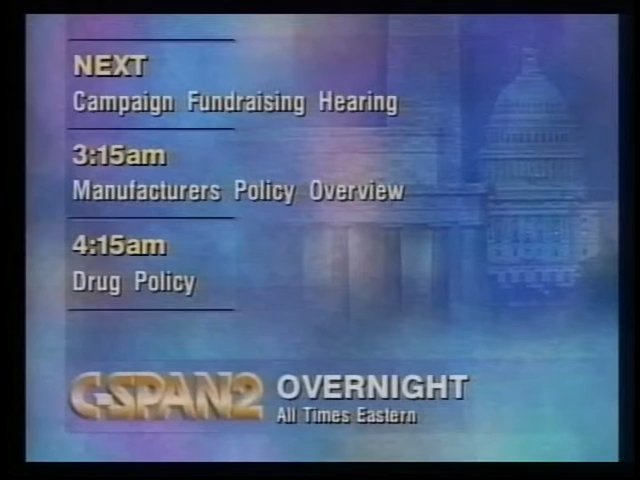 NEXT
Campaign Fundraising Hearing
3:15am
Manufacturers Policy Overview
4:15am
Drug Policy
C-SPAN2 OVERNIGHT
All Times Eastern